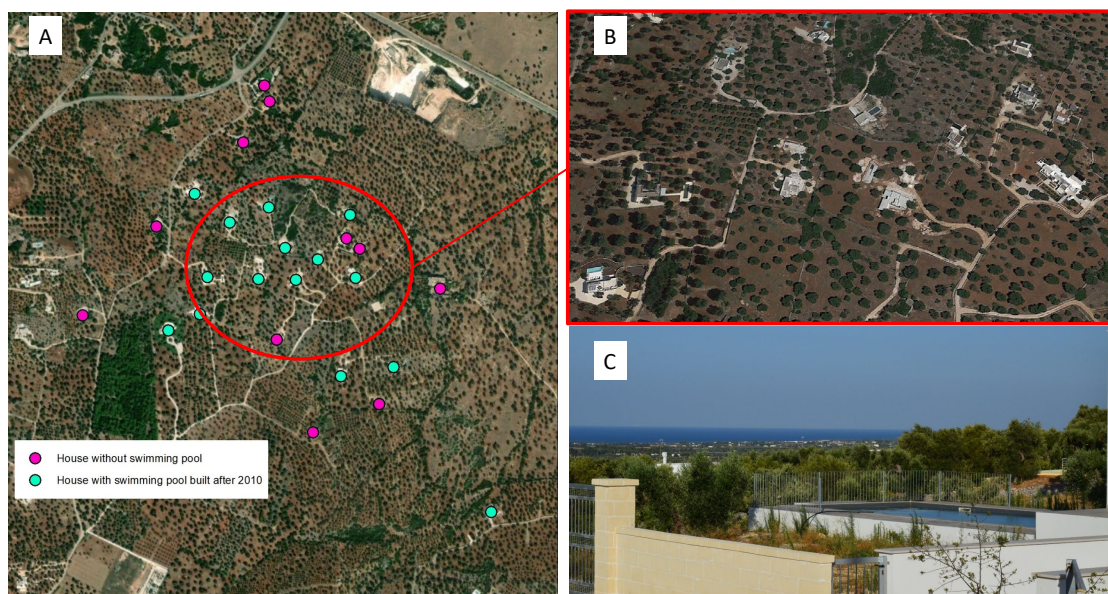 A
B
C
House without swimming pool
House with swimming pool built after 2010